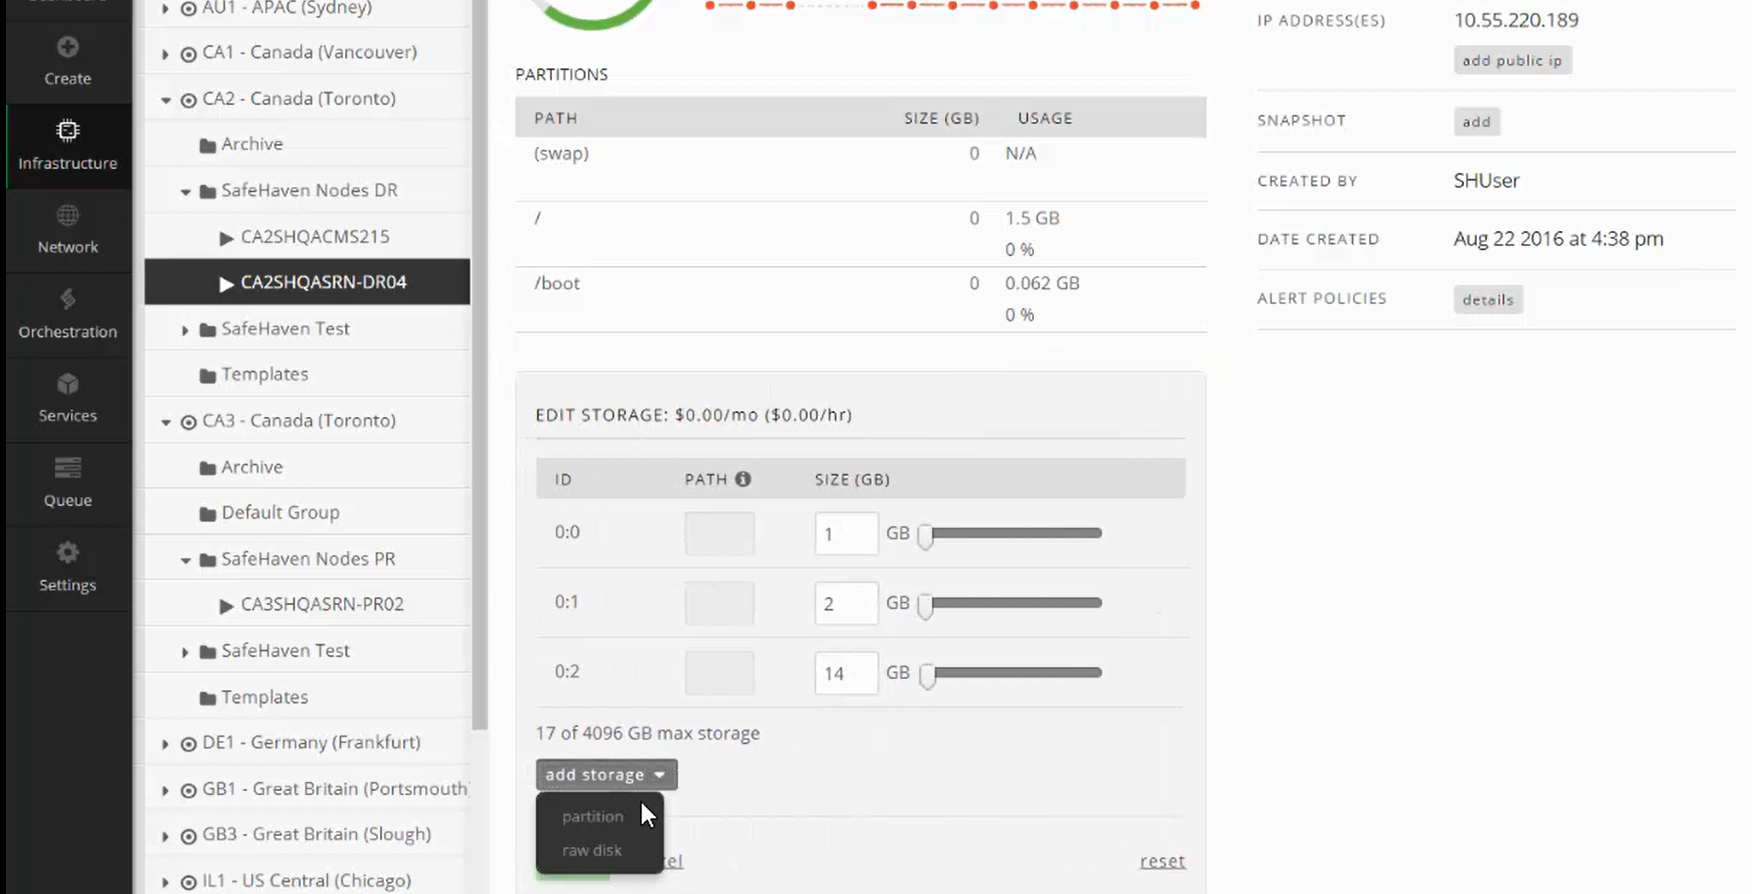 Create
Infrastructure
Network
Orchestration
Services
Queue
Settings
AU1 - APAC (Sydney)
CA1 - Canada (Vancouver)
CA2 - Canada (Toronto)
Archive
SafeHaven Nodes DR
CA2SHQACMS215
CA2SHQASRN-DR04
SafeHaven Test
Templates
CA3 - Canada (Toronto)
Archive
Default Group
SafeHaven Nodes PR
CA3SHQASRN-PR02
SafeHaven Test
Templates
DE1 - Germany (Frankfurt)
GB1 - Great Britain (Portsmouth
GB3 - Great Britain (Slough)
IL1 - US Central (Chicago)
PARTITIONS
PATH SIZE (GB) USAGE
(swap) 0 N/A
/ 0 1.5 GB
0 %
/boot 0 0.062 GB
0 %
EDIT STORAGE: $0.00/mo ($0.00/hr)
ID PATH SIZE (GB)
0:0 1 GB
0:1 2 GB
0:2 14 GB
17 of 4096 GB max storage
add storage
partition
raw disk
reset
IP ADDRESS(ES) 10.55.220.189
add public ip
SNAPSHOT add
CREATED BY SHUser
DATE CREATED Aug 22 2016 at 4:38 pm
ALERT POLICIES details